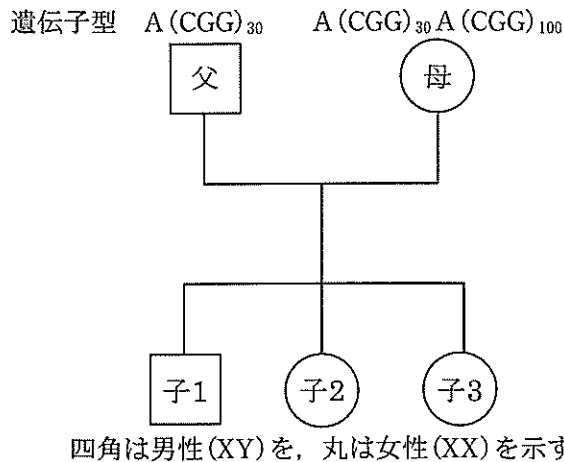 遺伝子型 A(CGG)₃₀ A(CGG)₃₀A(CGG)₁₀₀
父 母
子1 子2 子3
四角は男性(XY)を，丸は女性(XX)を示す